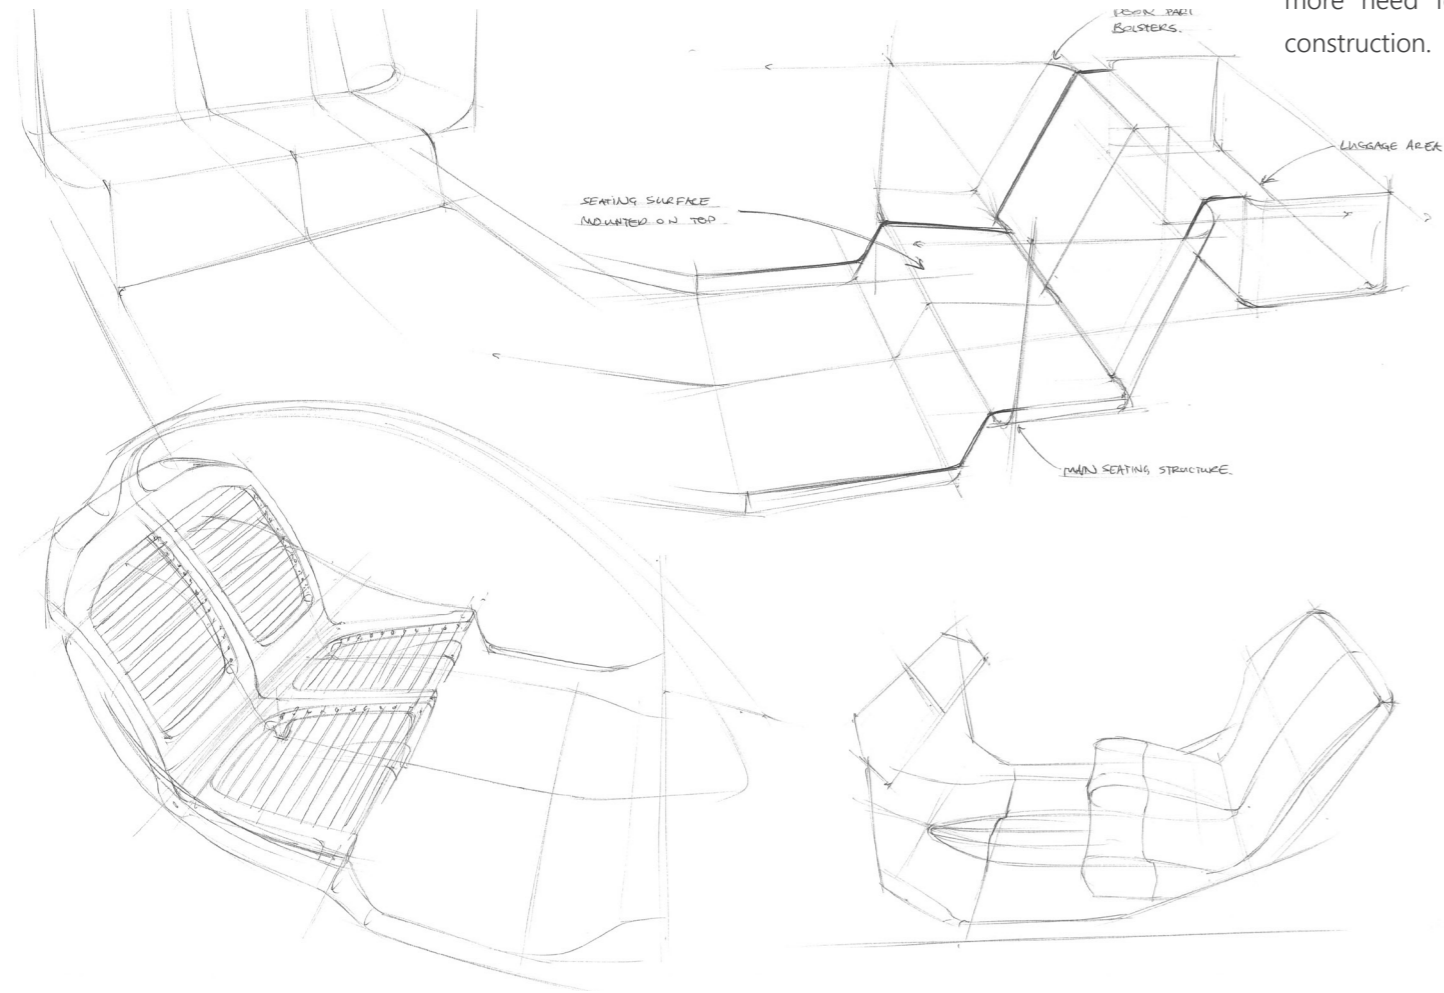 more need
construction.
BOLSTERS.
LUGGAGE AREA
SEATING SURFACE
MOUNTED ON TOP
MAIN SEATING STRUCTURE.